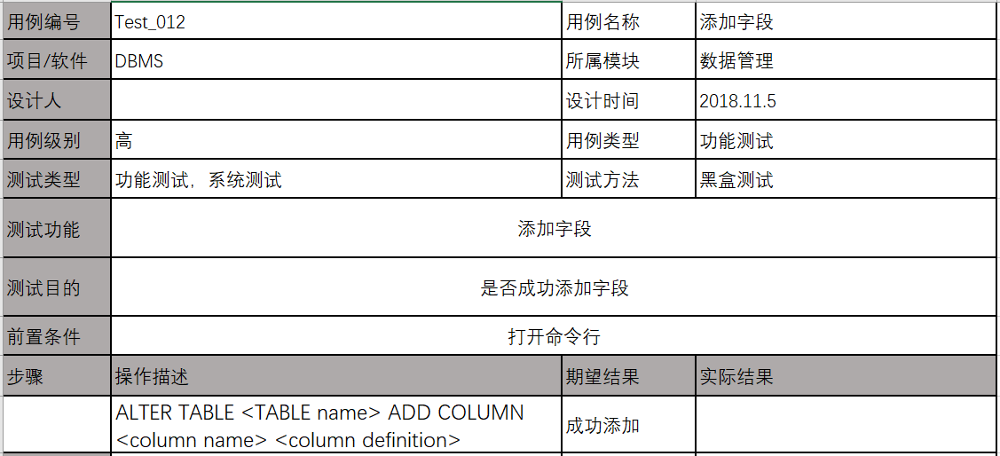 用例编号 Test_012 用例名称 添加字段
项目/软件 DBMS 所属模块 数据管理
设计人 设计时间 2018.11.5
用例级别 高 用例类型 功能测试
测试类型 功能测试，系统测试 测试方法 黑盒测试
测试功能 添加字段
测试目的 是否成功添加字段
前置条件 打开命令行
步骤 操作描述 期望结果 实际结果
ALTER TABLE <TABLE name> ADD COLUMN
<column name> <column definition>
成功添加